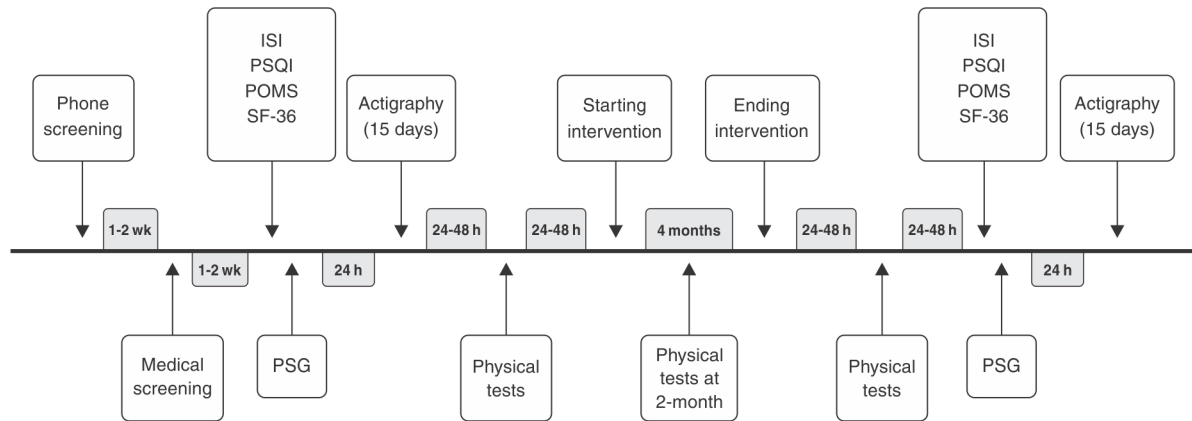 ISI
PSQI
POMS
SF-36
Phone
screening
Actigraphy
(15 days)
Starting
intervention
Ending
intervention
ISI
PSQI
POMS
SF-36
Actigraphy
(15 days)
1-2 wk
24-48 h
24-48 h
4 months
24-48 h
24-48 h
1-2 wk
24 h
24 h
Medical
screening
PSG
Physical
tests
Physical
tests at
2-month
Physical
tests
PSG